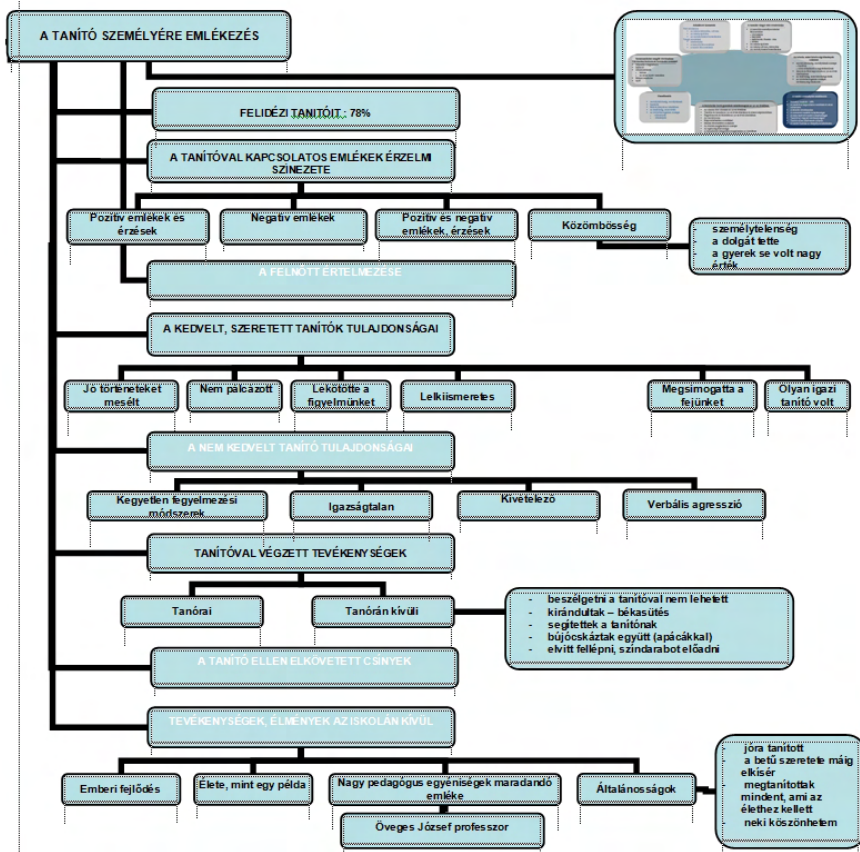 A TANÍTÓ SZEMÉLYÉRE EMLÉKEZÉS
FELIDÉZI TANÍTÓIT : 78%
A TANÍTÓVAL KAPCSOLATOS EMLÉKEK ÉRZELMI
SZÍNEZETE
Pozitív emlékek és
érzések
Negatív emlékek
Pozitív és negatív
emlékek, érzések
Közömbösség
- személytelenség
- a dolgát tette
- a gyerek se volt nagy
érték
A FELNŐTT ÉRTELMEZÉSE
A KEDVELT, SZERETETT TANÍTÓK TULAJDONSÁGAI
Jó történeteket
mesélt
Nem pálcázott
Lekötötte a
figyelmünket
Lelkiismeretes
Megsimogatta a
fejünket
Olyan igazi
tanító volt
A NEM KEDVELT TANÍTÓ TULAJDONSÁGAI
Kegyetlen fegyelmezési
módszerek
Igazságtalan
Kivételező
Verbális agresszió
TANÍTÓVAL VÉGZETT TEVÉKENYSÉGEK
Tanórai
Tanórán kívüli
- beszélgetni a tanítóval nem lehetett
- kirándultak – békasütés
- segítettek a tanítónak
- bújócskáztak együtt (apácákkal)
- elvitt fellépni, színdarabot előadni
A TANÍTÓ ELLEN ELKÖVETETT CSÍNYEK
TEVÉKENYSÉGEK, ÉLMÉNYEK AZ ISKOLÁN KÍVÜL
Emberi fejlődés
Élete, mint egy példa
Nagy pedagógus egyéniségek maradandó
emléke
Általánosságok
- jóra tanított
- a betű szeretete máig
elkísér
- megtanítottak
mindent, ami az
élethez kellett
- neki köszönhetem
Öveges József professzor